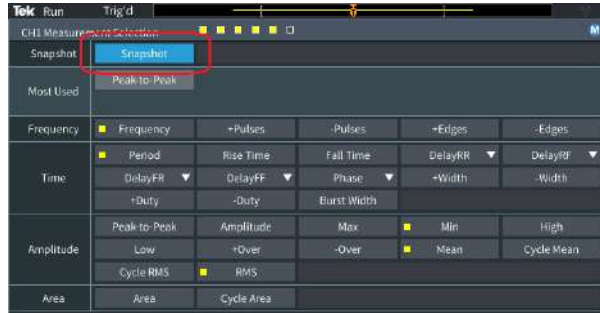 Tek Run Trig'd
CH1 Measurement Selection M
Snapshot Snapshot
Most Used Peak-to-Peak
Frequency Frequency +Pulses -Pulses +Edges -Edges
Time Period Rise Time Fall Time DelayRR DelayRF
DelayFR DelayFF Phase +Width -Width
+Duty -Duty Burst Width
Amplitude Peak-to-Peak Amplitude Max Min High
Low +Over -Over Mean Cycle Mean
Cycle RMS RMS
Area Area Cycle Area